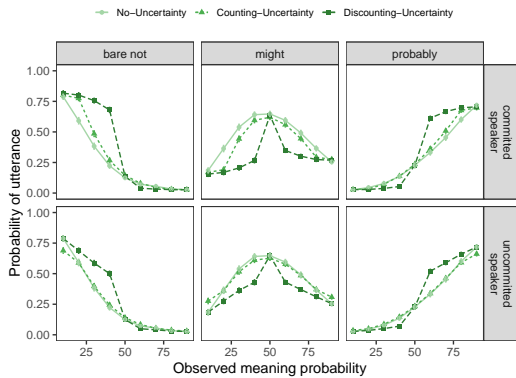 No−Uncertainty Counting−Uncertainty Discounting−Uncertainty
bare not might probably
1.00
0.75
0.50
0.25
0.00
committed
speaker
1.00
0.75
0.50
0.25
0.00
uncommitted
speaker
Probability of utterance
25 50 75 25 50 75 25 50 75
Observed meaning probability